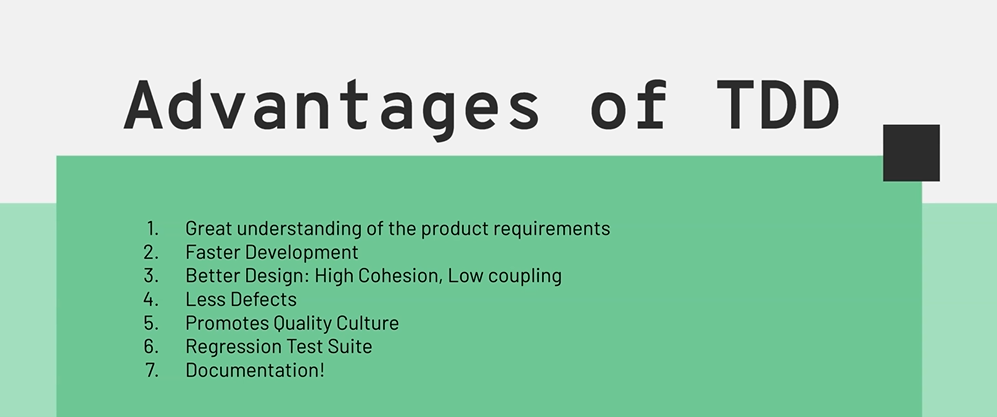 Advantages of TDD
1. Great understanding of the product requirements
2. Faster Development
3. Better Design: High Cohesion, Low coupling
4. Less Defects
5. Promotes Quality Culture
6. Regression Test Suite
7. Documentation!